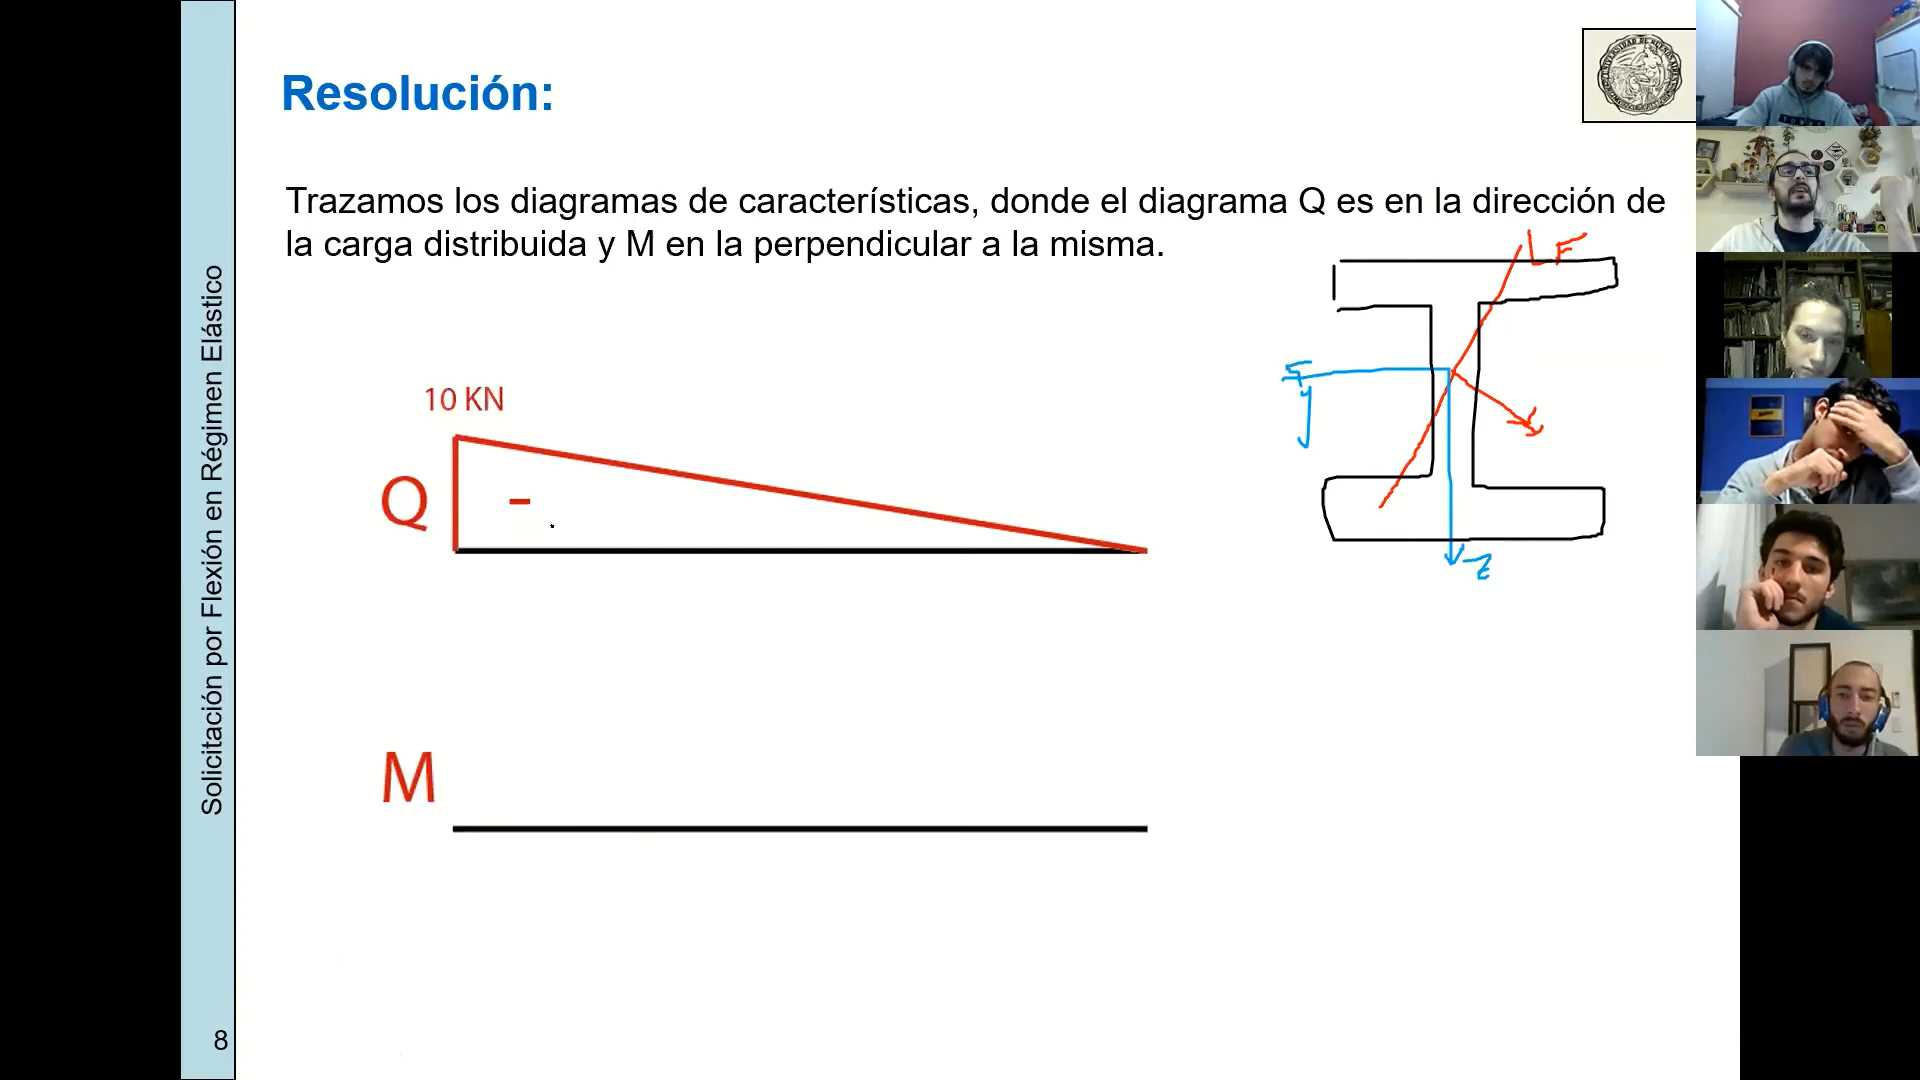 Resolución:
Trazamos los diagramas de características, donde el diagrama Q es en la dirección de
la carga distribuida y M en la perpendicular a la misma.
LF
10 KN
Q
-
y
z
M
Solicitación por Flexión en Régimen Elástico
8